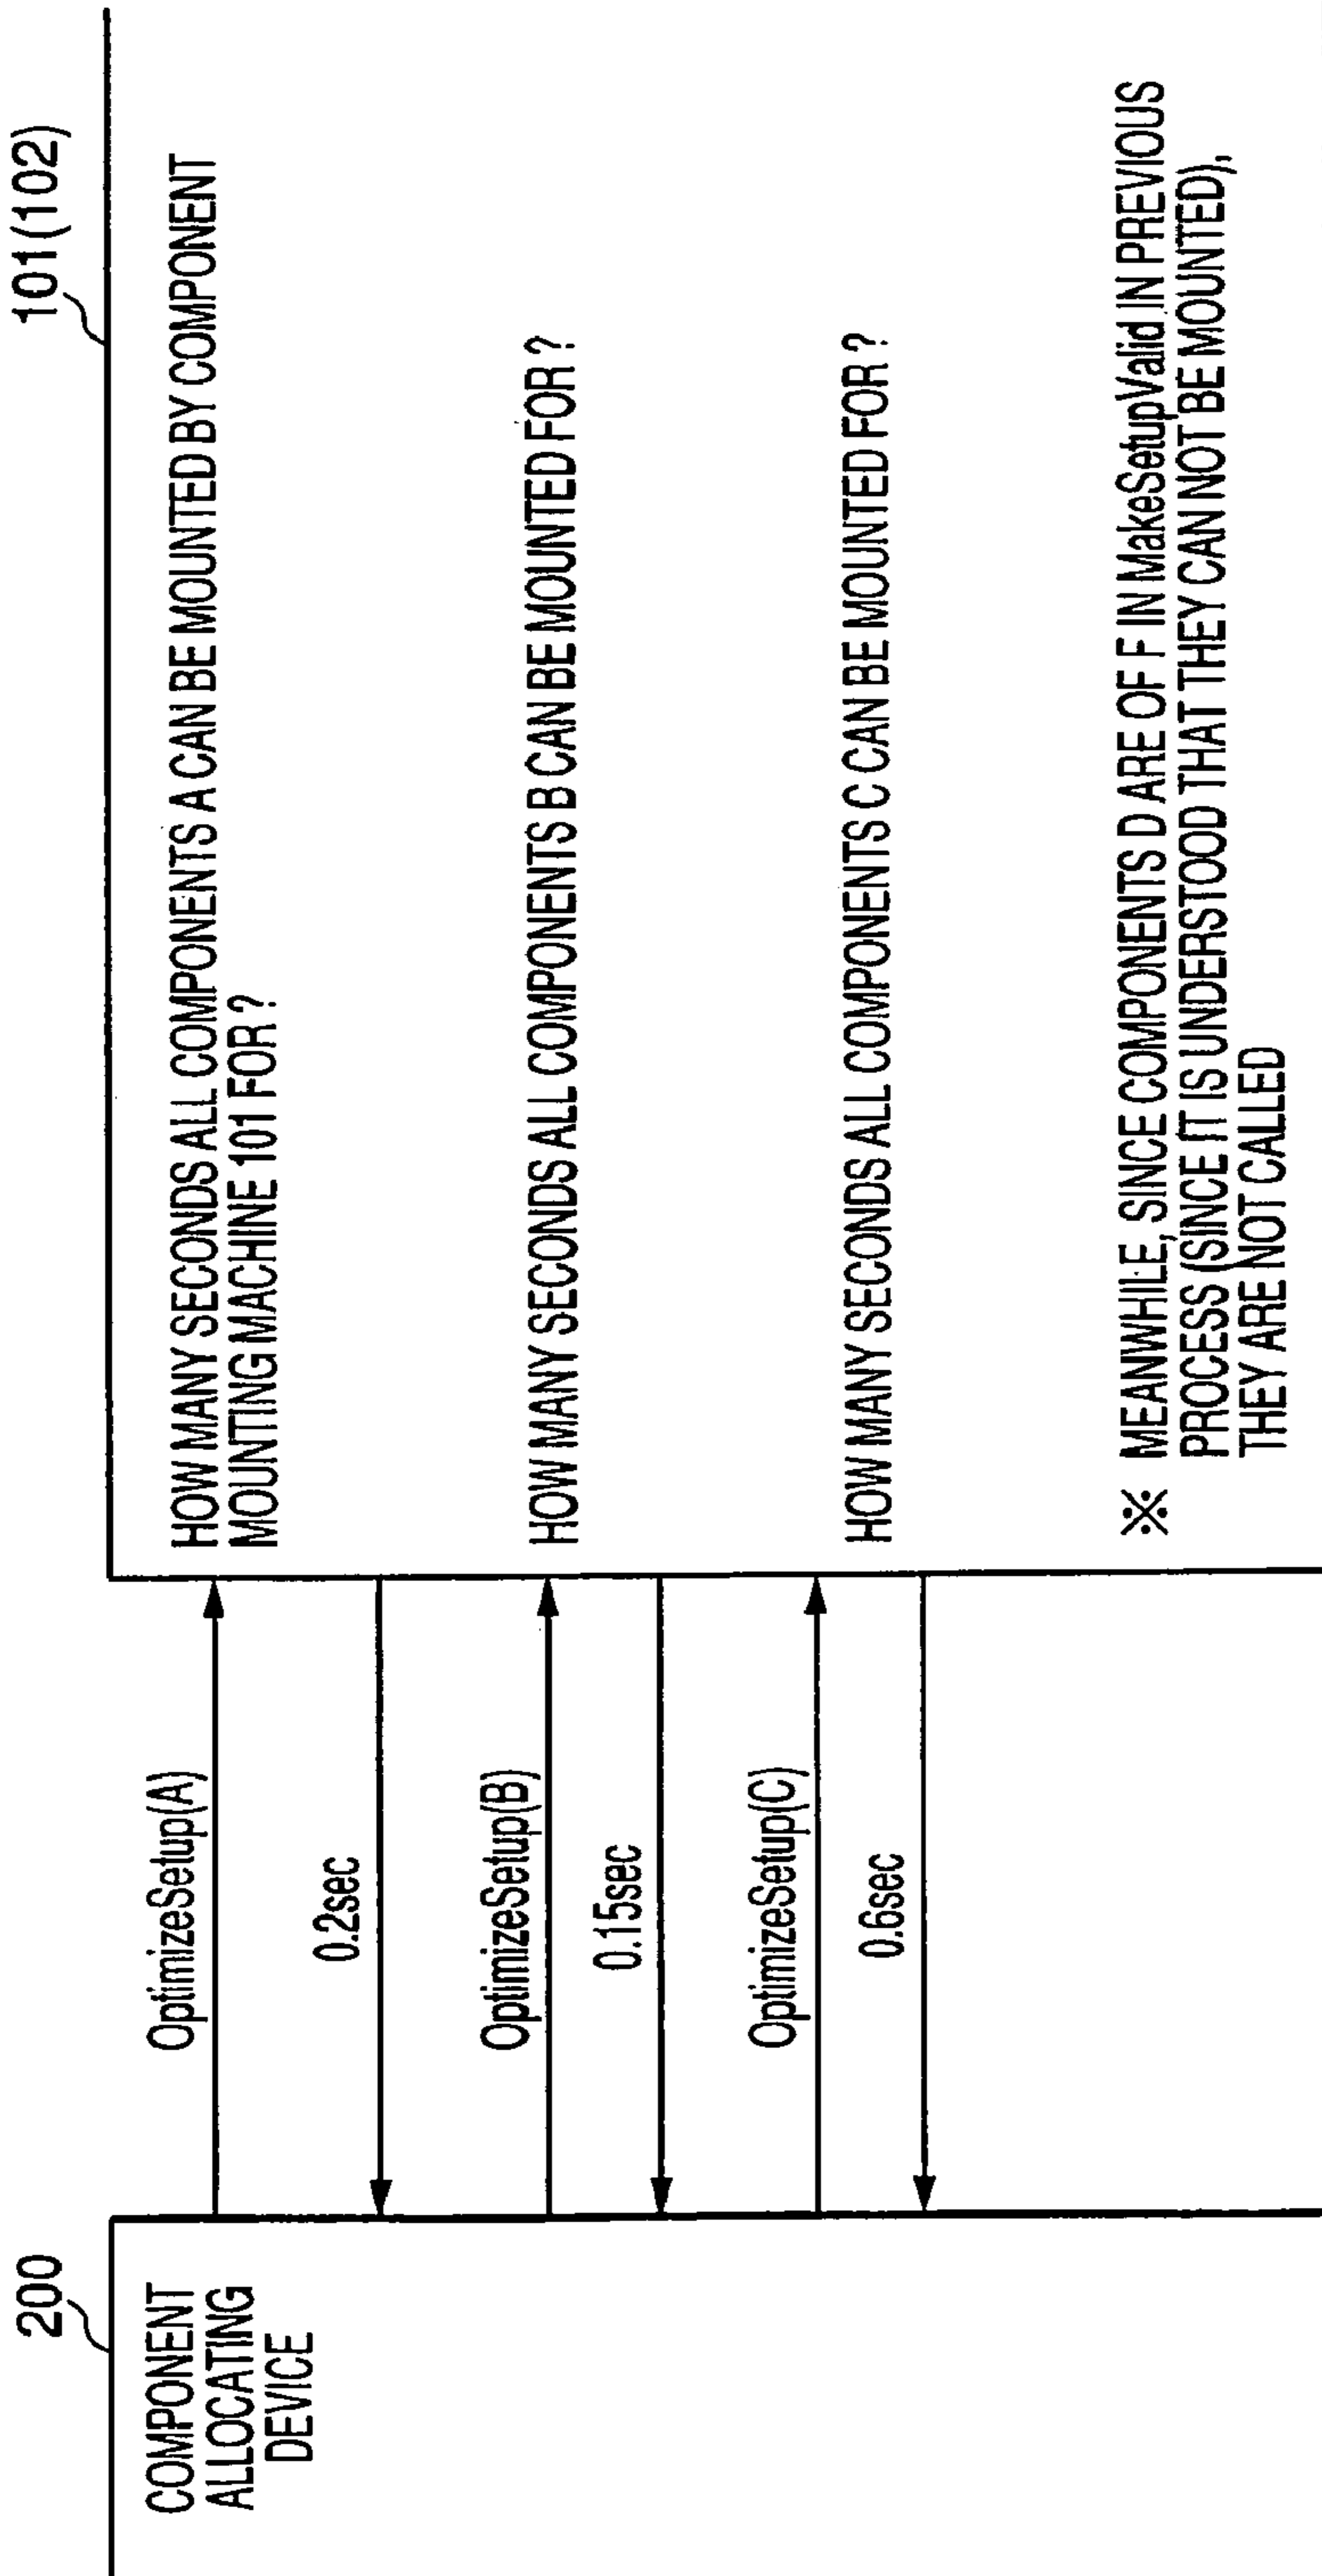 200
COMPONENT
ALLOCATING
DEVICE
101(102)
OptimizeSetup(A)
HOW MANY SECONDS ALL COMPONENTS A CAN BE MOUNTED BY COMPONENT
MOUNTING MACHINE 101 FOR ?
0.2sec
OptimizeSetup(B)
HOW MANY SECONDS ALL COMPONENTS B CAN BE MOUNTED FOR ?
0.15sec
OptimizeSetup(C)
HOW MANY SECONDS ALL COMPONENTS C CAN BE MOUNTED FOR ?
0.6sec
※ MEANWHILE, SINCE COMPONENTS D ARE OF F IN MakeSetupValid IN PREVIOUS
PROCESS (SINCE IT IS UNDERSTOOD THAT THEY CAN NOT BE MOUNTED),
THEY ARE NOT CALLED